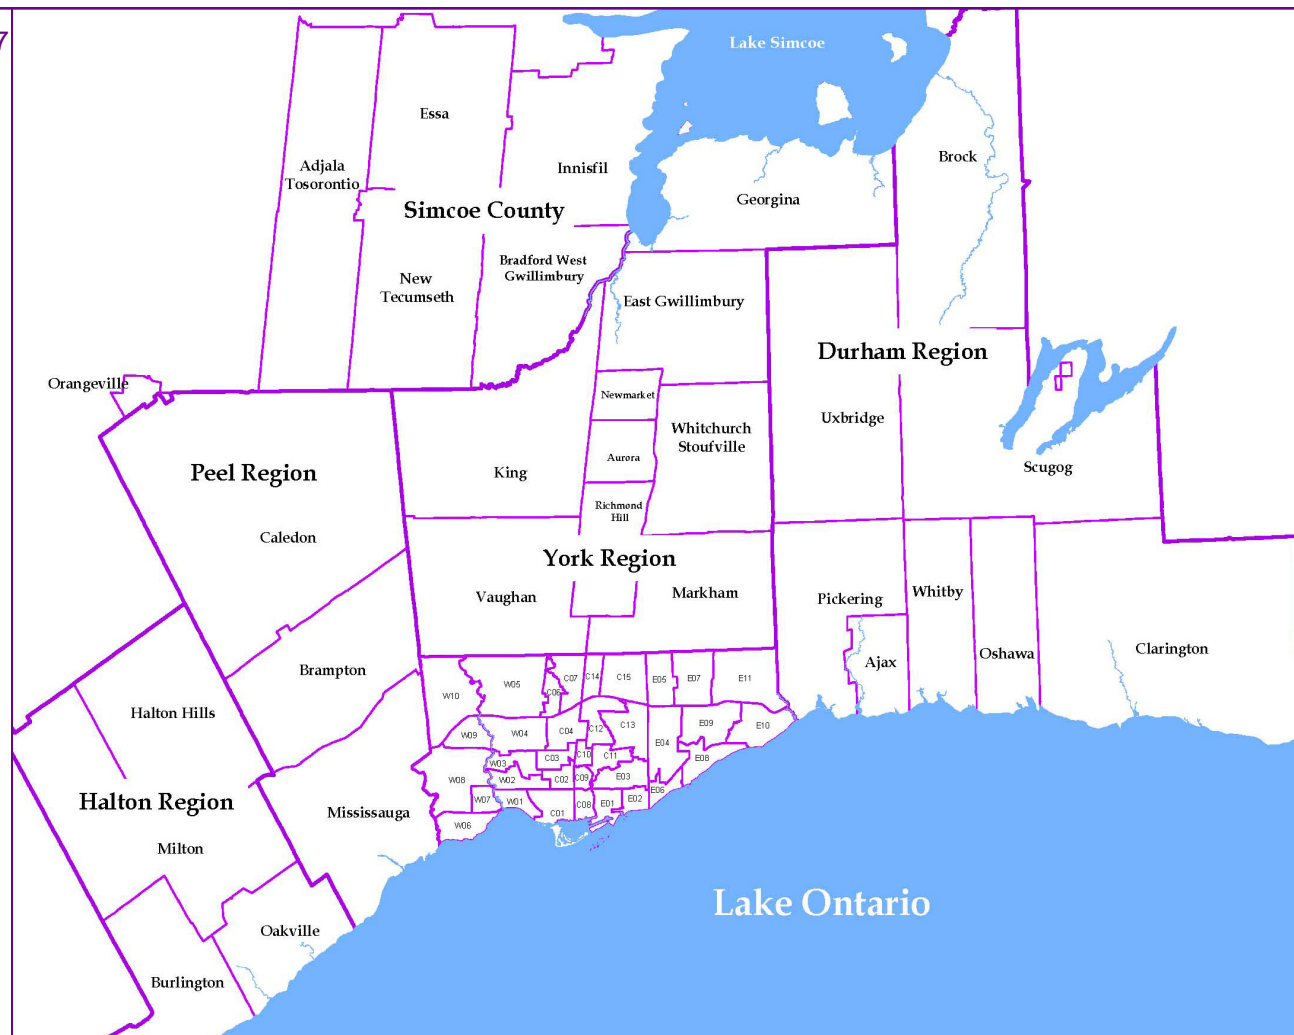 7
Lake Simcoe
Essa
Adjala
Tosorontio
Innisfil
Brock
Georgina
Simcoe County
Bradford West
Gwillimbury
New
Tecumseth
East Gwillimbury
Durham Region
Orangeville
Newmarket
Uxbridge
Whitchurch
Stoufville
Aurora
King
Peel Region
Scugog
Richmond
Hill
Caledon
York Region
Vaughan
Markham
Pickering
Whitby
Ajax
Oshawa
Clarington
Brampton
Halton Hills
W10
W05
C06
C07
C14
C15
E05
E07
E11
W09
W04
C04
C12
C13
E04
E09
E10
W03
C03
C10
C11
E08
W08
W02
C02
C09
E03
W07
W01
C01
C08
E01
E02
E06
W06
Halton Region
Mississauga
Milton
Lake Ontario
Oakville
Burlington